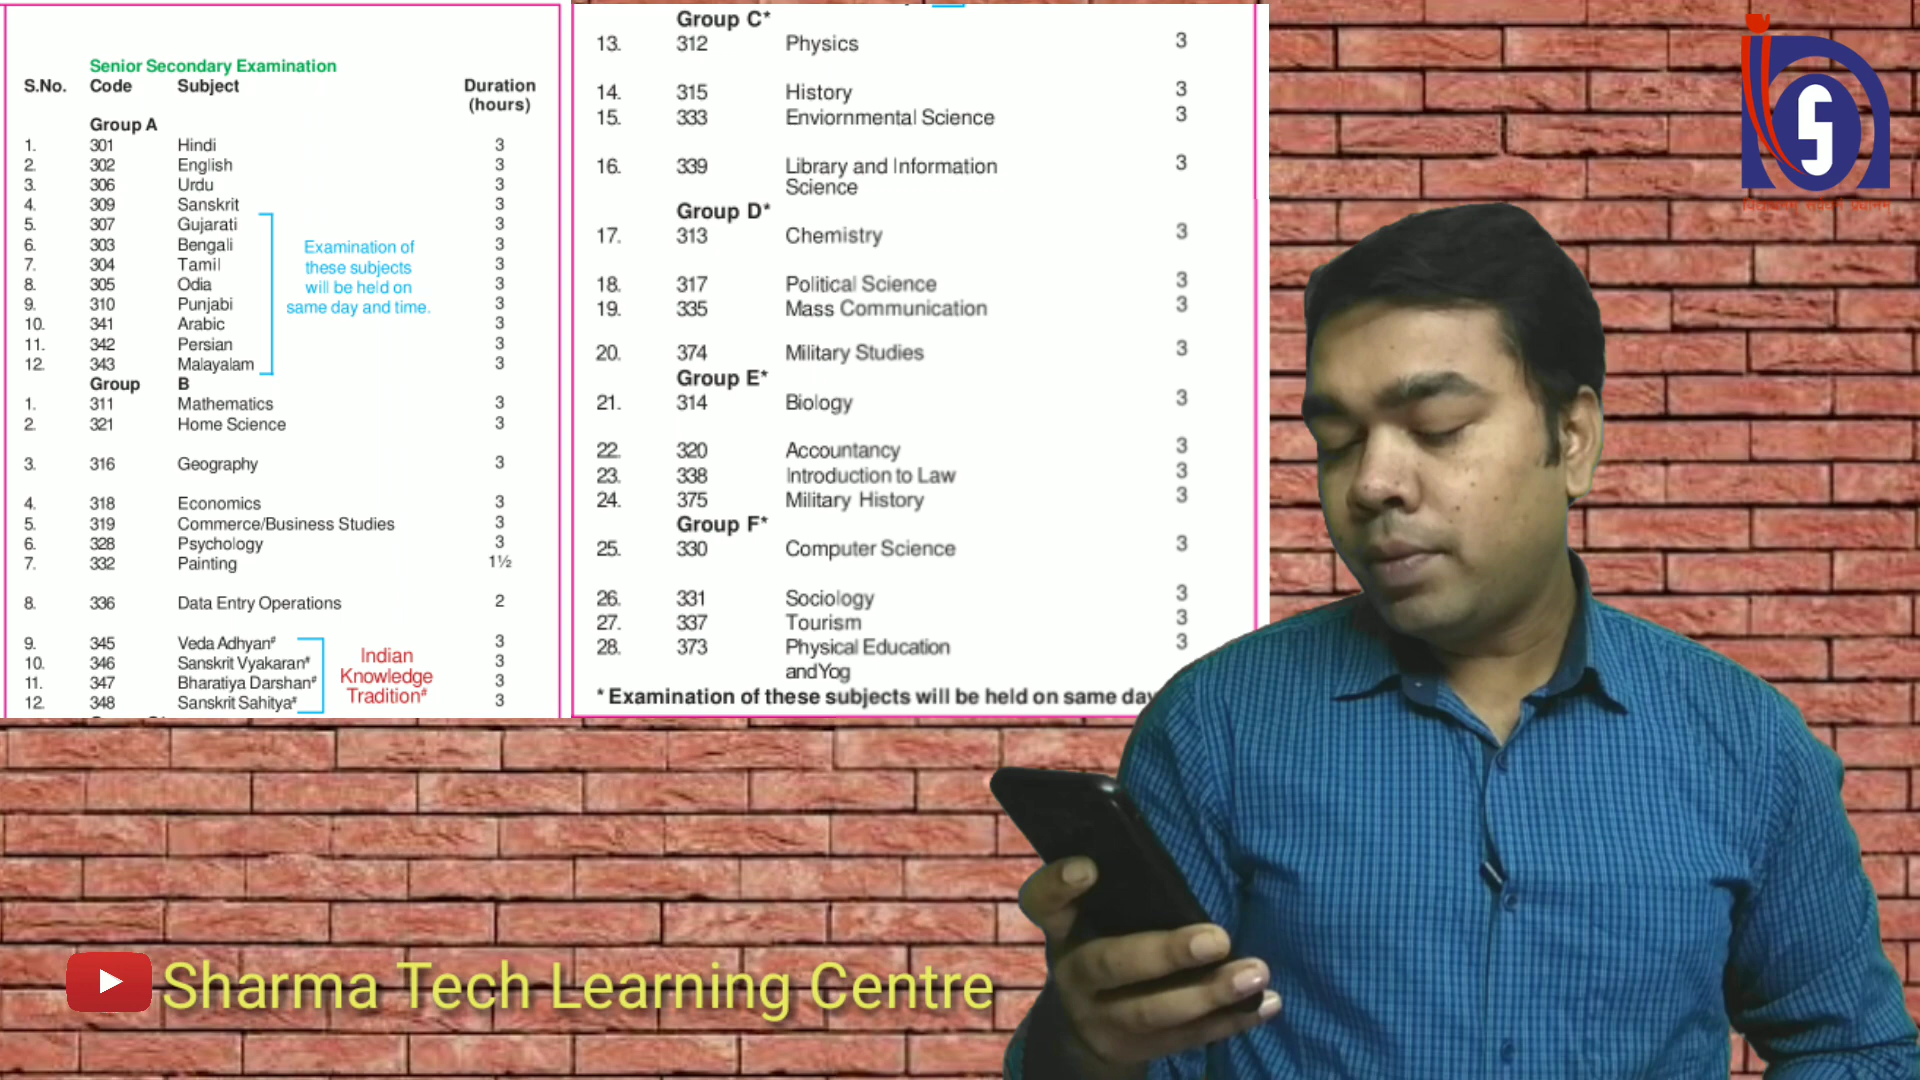 Senior Secondary Examination
S.No. Code Subject Duration
(hours)
Group A
1. 301 Hindi 3
2. 302 English 3
3. 306 Urdu 3
4. 309 Sanskrit 3
5. 307 Gujarati 3
6. 303 Bengali 3
7. 304 Tamil 3
8. 305 Odia 3
9. 310 Punjabi 3
10. 341 Arabic 3
11. 342 Persian 3
12. 343 Malayalam 3
Examination of
these subjects
will be held on
same day and time.
Group B
1. 311 Mathematics 3
2. 321 Home Science 3
3. 316 Geography 3
4. 318 Economics 3
5. 319 Commerce/Business Studies 3
6. 328 Psychology 3
7. 332 Painting 1½
8. 336 Data Entry Operations 2
9. 345 Veda Adhyan# 3
10. 346 Sanskrit Vyakaran# 3
11. 347 Bharatiya Darshan# 3
12. 348 Sanskrit Sahitya# 3
Indian
Knowledge
Tradition#
Group C*
13. 312 Physics 3
14. 315 History 3
15. 333 Enviornmental Science 3
16. 339 Library and Information 3
Science
Group D*
17. 313 Chemistry 3
18. 317 Political Science 3
19. 335 Mass Communication 3
20. 374 Military Studies 3
Group E*
21. 314 Biology 3
22. 320 Accountancy 3
23. 338 Introduction to Law 3
24. 375 Military History 3
Group F*
25. 330 Computer Science 3
26. 331 Sociology 3
27. 337 Tourism 3
28. 373 Physical Education 3
andYog
* Examination of these subjects will be held on same day
Sharma Tech Learning Centre